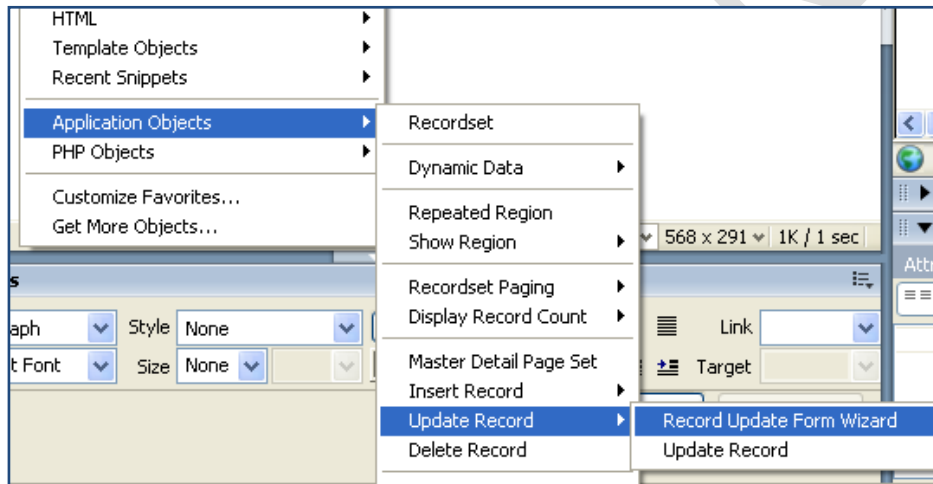 HTML
Template Objects
Recent Snippets
Application Objects
PHP Objects
Customize Favorites...
Get More Objects...
Recordset
Dynamic Data
Repeated Region
Show Region
Recordset Paging
Display Record Count
Master Detail Page Set
Insert Record
Update Record
Delete Record
Record Update Form Wizard
Update Record
568 x 291 1K / 1 sec
s
Attr
aph Style None Link
t Font Size None Target